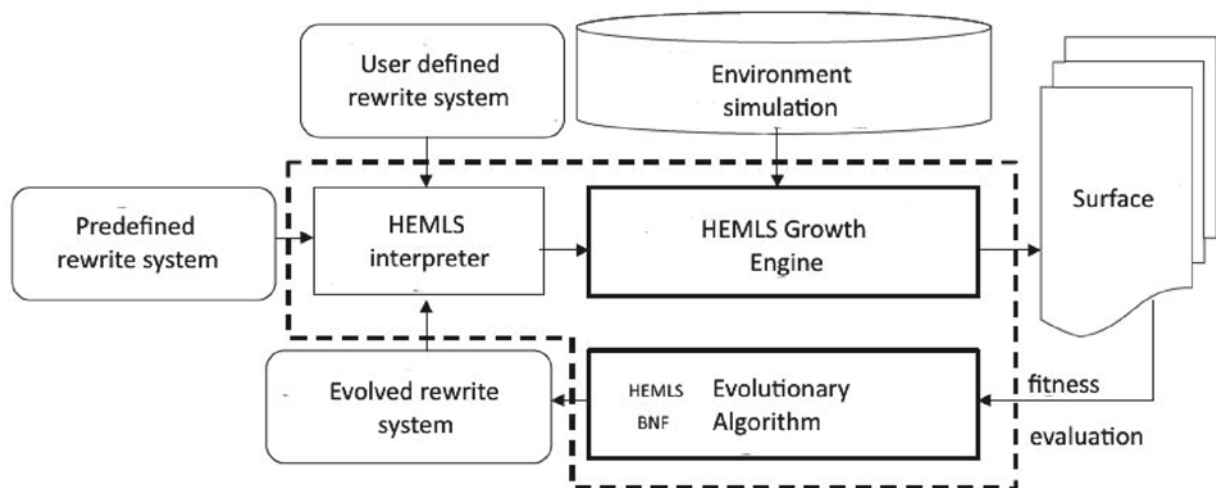 User defined
rewrite system
Environment
simulation
Predefined
rewrite system
HEMLS
interpreter
HEMLS Growth
Engine
Surface
Evolved rewrite
system
HEMLS Evolutionary
BNF Algorithm
fitness
evaluation